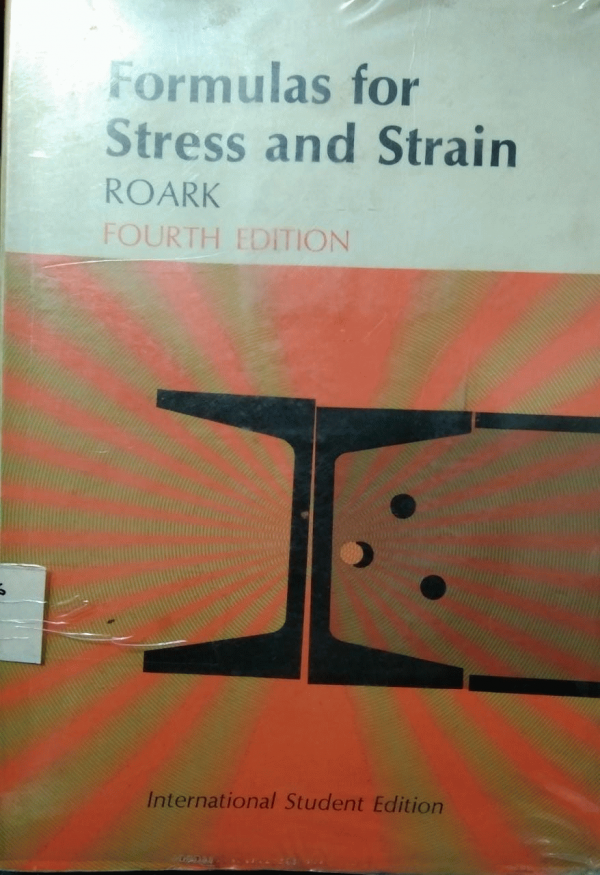 Formulas for
Stress and Strain
ROARK
FOURTH EDITION
International Student Edition